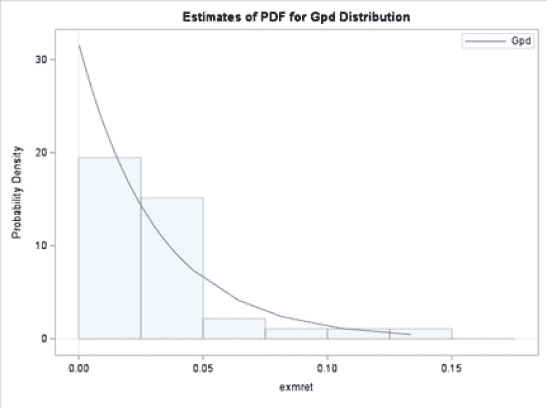 Estimates of PDF for Gpd Distribution
Gpd
30
20
10
0
Probability Density
0.00
0.05
0.10
0.15
exmret